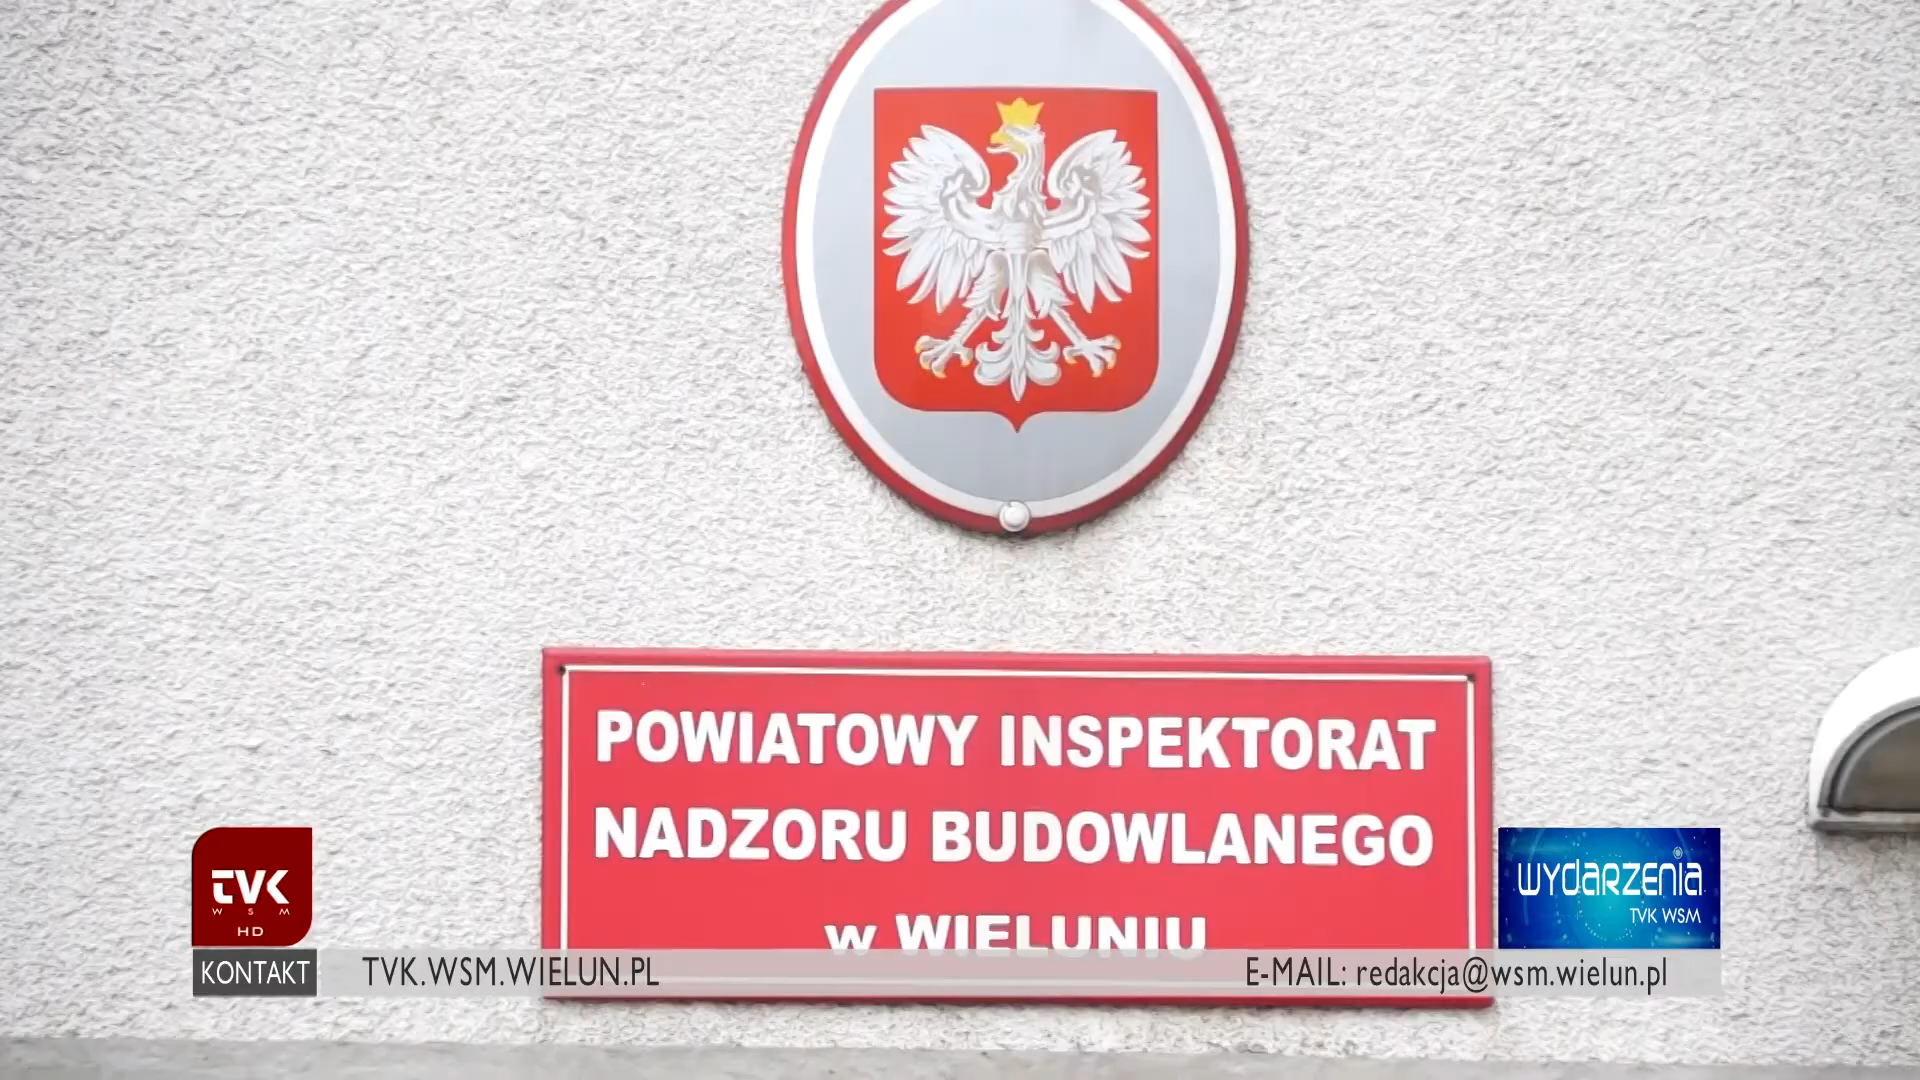 POWIATOWY INSPEKTORAT
NADZORU BUDOWLANEGO
w WIELUNIU
TVK
WSM
HD
WYDARZENIA
TVK WSM
KONTAKT
TVK.WSM.WIELUN.PL
E-MAIL: redakcja@wsm.wielun.pl